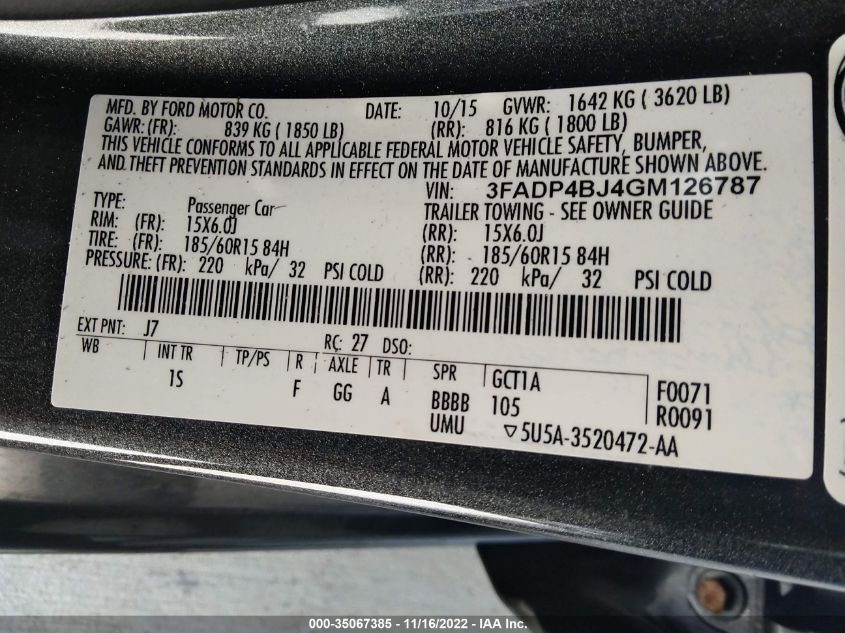 MFD. BY FORD MOTOR CO. DATE: 10/15 GVWR: 1642 KG ( 3620 LB)
GAWR: (FR): 839 KG ( 1850 LB) (RR): 816 KG ( 1800 LB)
THIS VEHICLE CONFORMS TO ALL APPLICABLE FEDERAL MOTOR VEHICLE SAFETY, BUMPER,
AND THEFT PREVENTION STANDARDS IN EFFECT ON THE DATE OF MANUFACTURE SHOWN ABOVE.
VIN: 3FADP4BJ4GM126787
TYPE: Passenger Car TRAILER TOWING - SEE OWNER GUIDE
RIM: (FR): 15X6.0J (RR): 15X6.0J
TIRE: (FR): 185/60R15 84H (RR): 185/60R15 84H
PRESSURE: (FR): 220 kPa/ 32 PSI COLD (RR): 220 kPa/ 32 PSI COLD
EXT PNT: J7 RC: 27 DSO:
WB INT TR TP/PS R AXLE TR SPR GCT1A F0071
1S F GG A BBBB 105 R0091
UMU ▽5U5A-3520472-AA
000-35067385 - 11/16/2022 - IAA Inc.